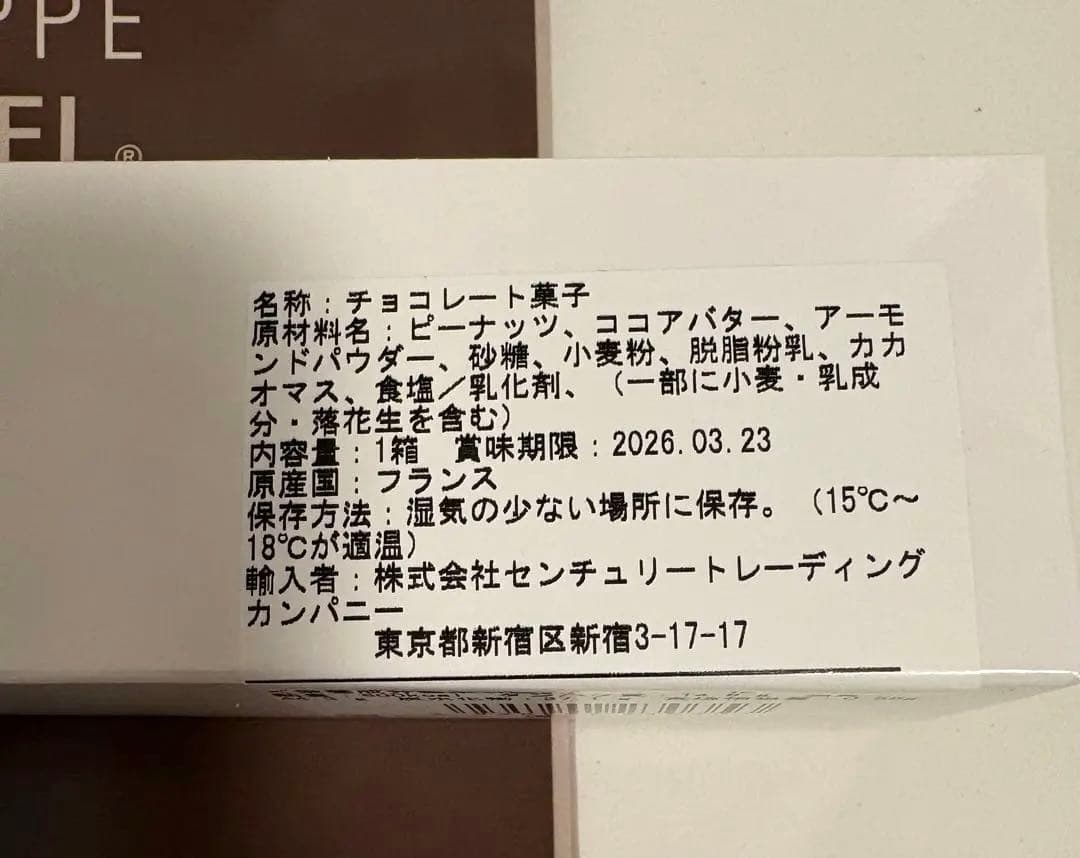 PPE
EL®
名称：チョコレート菓子
原材料名：ピーナッツ、ココアバター、アーモ
ンドパウダー、砂糖、小麦粉、脱脂粉乳、カカ
オマス、食塩／乳化剤、（一部に小麦・乳成
分・落花生を含む）
内容量：1箱　賞味期限：2026.03.23
原産国：フランス
保存方法：湿気の少ない場所に保存。（15℃～
18℃が適温）
輸入者：株式会社センチュリートレーディング
カンパニー
東京都新宿区新宿3-17-17